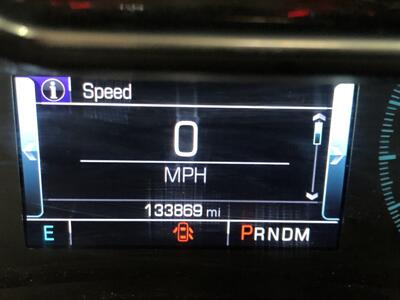 i Speed
0
MPH
133869 mi
E PRNDM